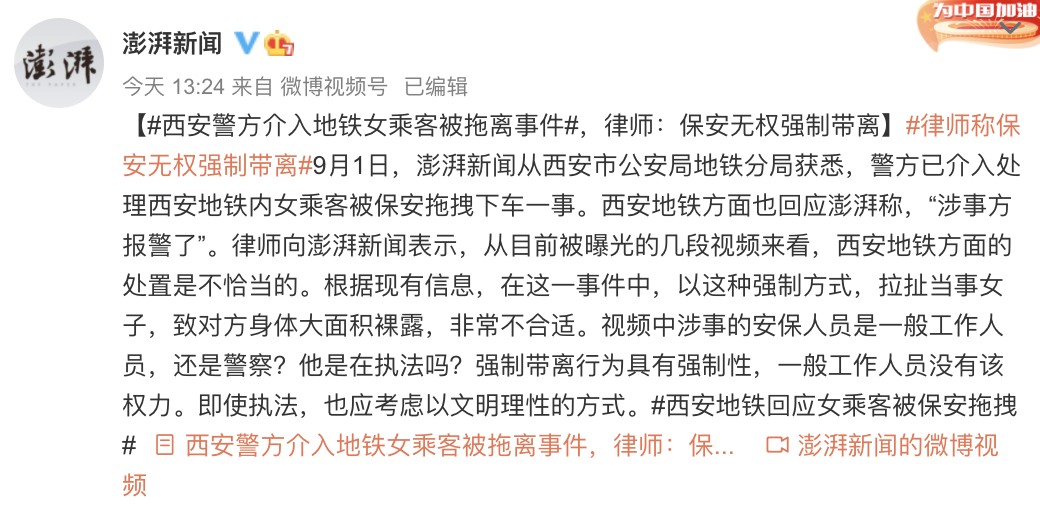 为中国加油
澎湃
澎湃新闻
今天 13:24 来自 微博视频号 已编辑
【#西安警方介入地铁女乘客被拖离事件#，律师：保安无权强制带离】#律师称保
安无权强制带离#9月1日，澎湃新闻从西安市公安局地铁分局获悉，警方已介入处
理西安地铁内女乘客被保安拖拽下车一事。西安地铁方面也回应澎湃称，“涉事方
报警了”。律师向澎湃新闻表示，从目前被曝光的几段视频来看，西安地铁方面的
处置是不恰当的。根据现有信息，在这一事件中，以这种强制方式，拉扯当事女
子，致对方身体大面积裸露，非常不合适。视频中涉事的安保人员是一般工作人
员，还是警察？他是在执法吗？强制带离行为具有强制性，一般工作人员没有该
权力。即使执法，也应考虑以文明理性的方式。#西安地铁回应女乘客被保安拖拽
# 西安警方介入地铁女乘客被拖离事件，律师：保... 澎湃新闻的微博视
频